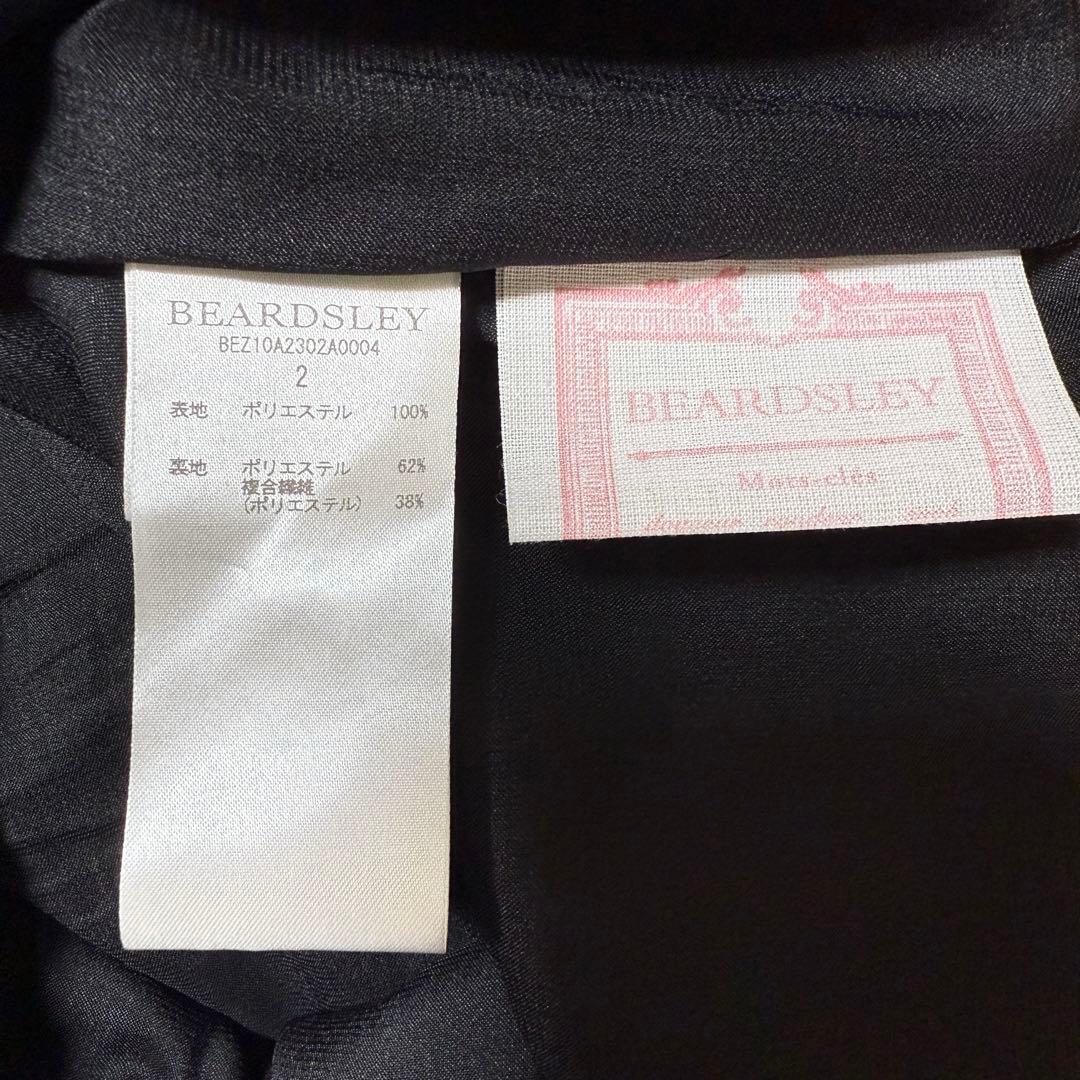 BEARDSLEY
BEZ10A2302A0004
2
表地 ポリエステル 100%
裏地 ポリエステル 62%
複合繊維
(ポリエステル) 38%
BEARDSLEY
Mots-clés